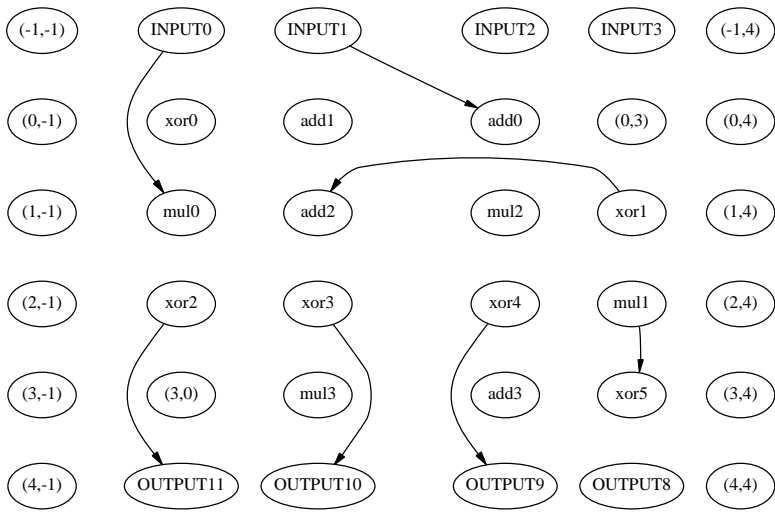 (-1,-1) INPUT0 INPUT1 INPUT2 INPUT3 (-1,4)
(0,-1) xor0 add1 add0 (0,3) (0,4)
(1,-1) mul0 add2 mul2 xor1 (1,4)
(2,-1) xor2 xor3 xor4 mul1 (2,4)
(3,-1) (3,0) mul3 add3 xor5 (3,4)
(4,-1) OUTPUT11 OUTPUT10 OUTPUT9 OUTPUT8 (4,4)